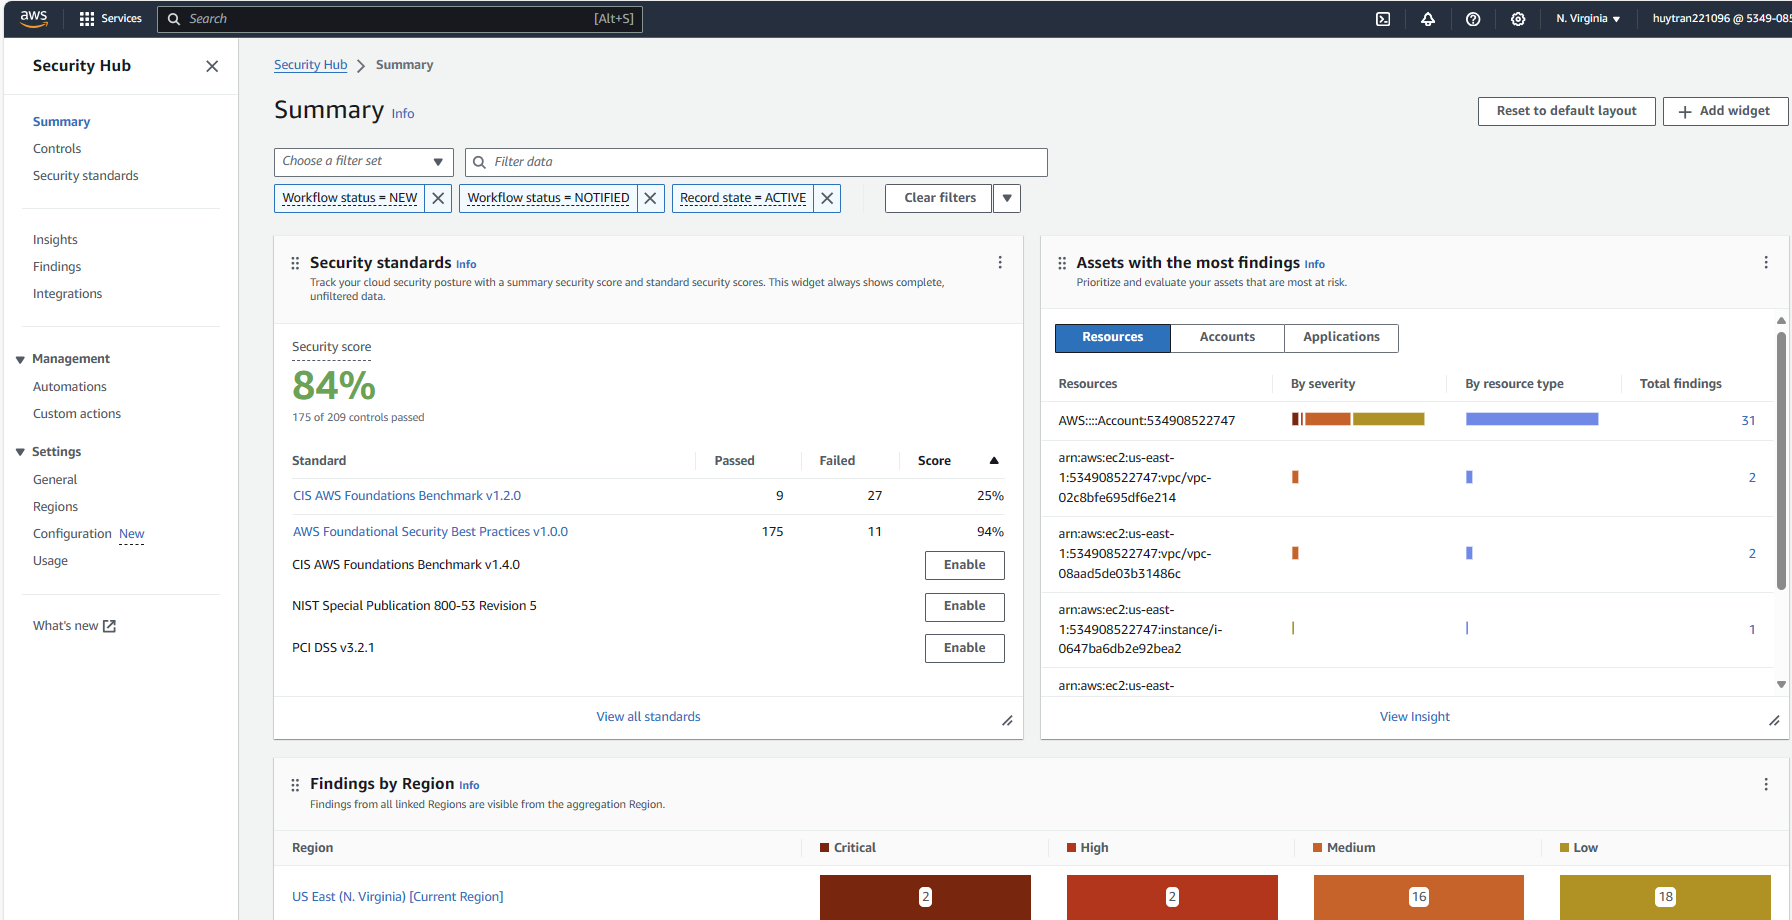 aws
Services
Search
[Alt+S]
N. Virginia
huytran221096 @ 5349-085
Security Hub
Summary
Controls
Security standards
Insights
Findings
Integrations
Management
Automations
Custom actions
Settings
General
Regions
Configuration New
Usage
What's new
Security Hub
Summary
Summary Info
Reset to default layout
Add widget
Choose a filter set
Filter data
Workflow status = NEW
Workflow status = NOTIFIED
Record state = ACTIVE
Clear filters
Security standards Info
Track your cloud security posture with a summary security score and standard security scores. This widget always shows complete,
unfiltered data.
Security score
84%
175 of 209 controls passed
Standard Passed Failed Score
CIS AWS Foundations Benchmark v1.2.0 9 27 25%
AWS Foundational Security Best Practices v1.0.0 175 11 94%
CIS AWS Foundations Benchmark v1.4.0 Enable
NIST Special Publication 800-53 Revision 5 Enable
PCI DSS v3.2.1 Enable
View all standards
Assets with the most findings Info
Prioritize and evaluate your assets that are most at risk.
Resources Accounts Applications
Resources By severity By resource type Total findings
AWS::::Account:534908522747 31
arn:aws:ec2:us-east-
1:534908522747:vpc/vpc- 2
02c8bfe695df6e214
arn:aws:ec2:us-east-
1:534908522747:vpc/vpc- 2
08aad5de03b31486c
arn:aws:ec2:us-east-
1:534908522747:instance/i- 1
0647ba6db2e92bea2
arn:aws:ec2:us-east-
View Insight
Findings by Region Info
Findings from all linked Regions are visible from the aggregation Region.
Region Critical High Medium Low
US East (N. Virginia) [Current Region] 2 2 16 18